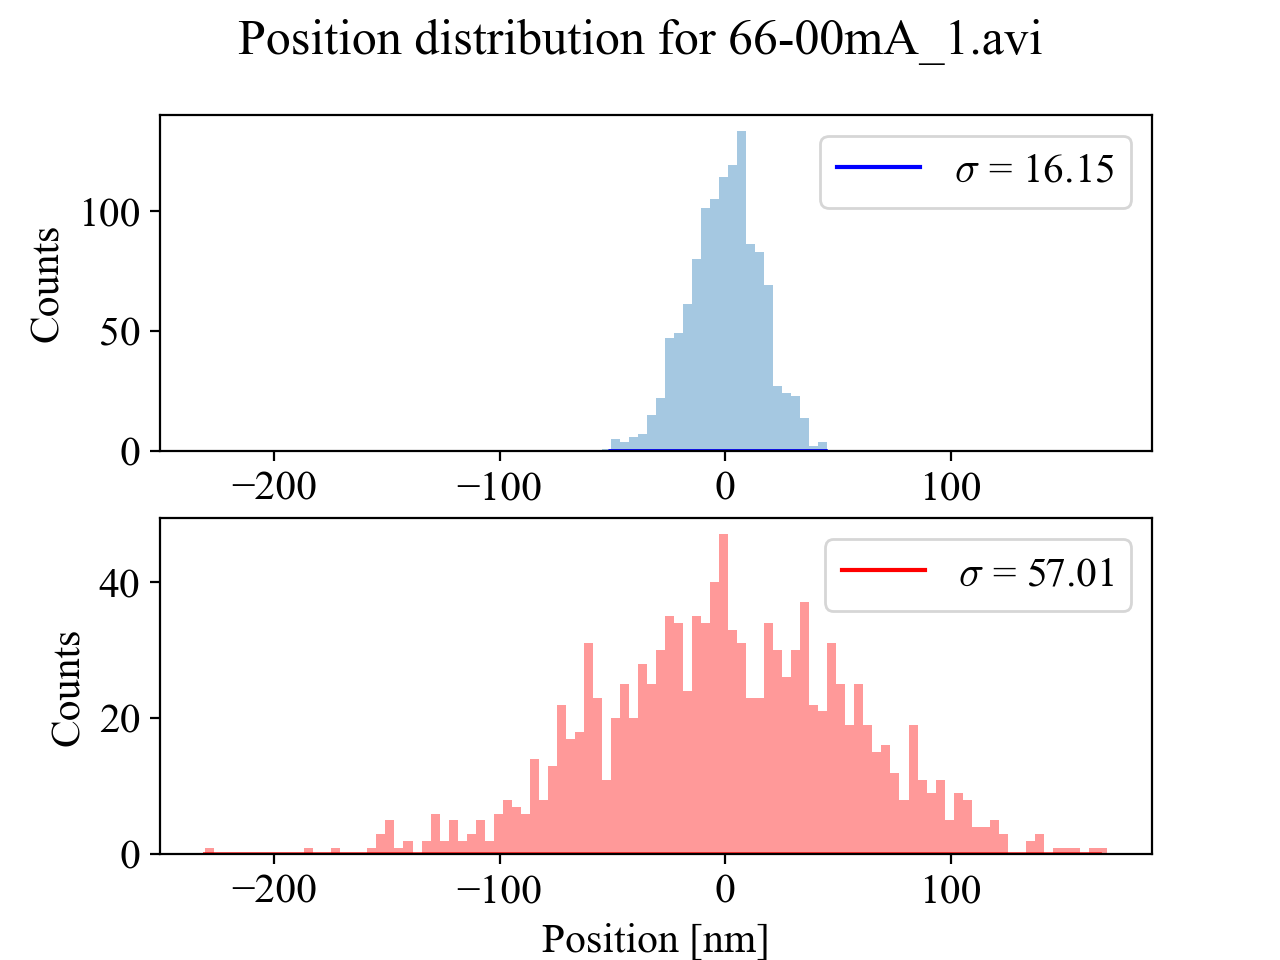 Position distribution for 66-00mA_1.avi
σ = 16.15
Counts
100
50
0
−200 −100 0 100
σ = 57.01
Counts
40
20
0
−200 −100 0 100
Position [nm]